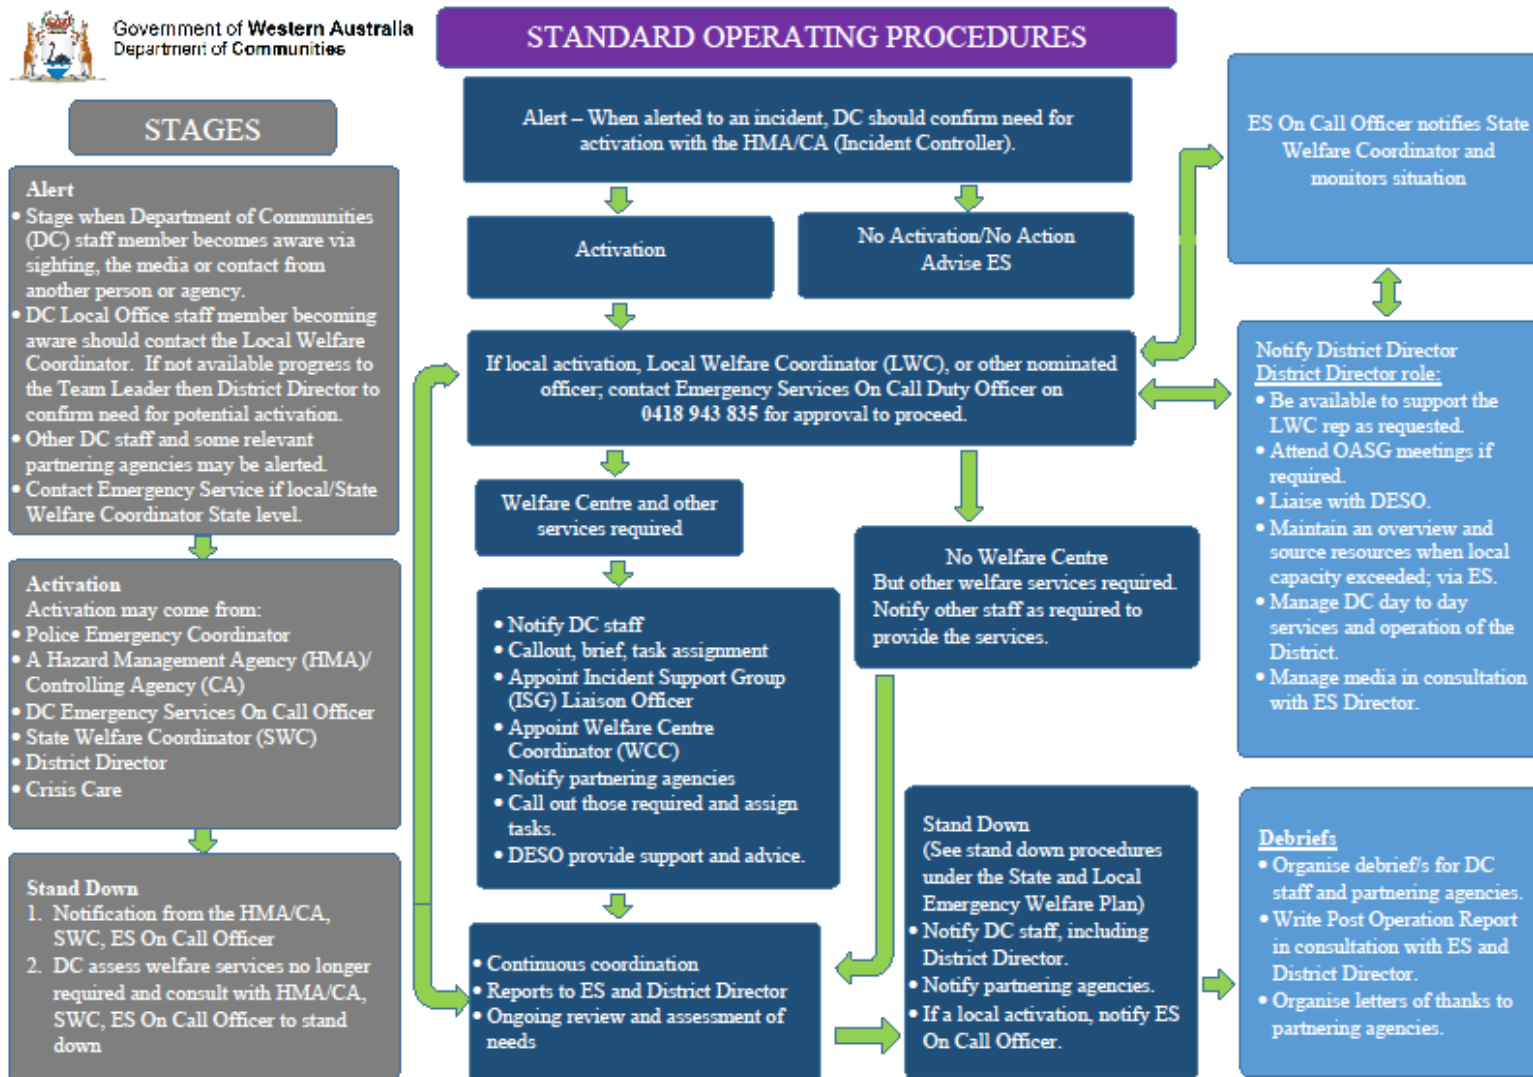 Government of Western Australia
Department of Communities
STANDARD OPERATING PROCEDURES
STAGES
Alert
• Stage when Department of Communities
(DC) staff member becomes aware via
sighting, the media or contact from
another person or agency.
• DC Local Office staff member becoming
aware should contact the Local Welfare
Coordinator. If not available progress to
the Team Leader then District Director to
confirm need for potential activation.
• Other DC staff and some relevant
partnering agencies may be alerted.
• Contact Emergency Service if local/State
Welfare Coordinator State level.
Activation
Activation may come from:
• Police Emergency Coordinator
• A Hazard Management Agency (HMA)/
Controlling Agency (CA)
• DC Emergency Services On Call Officer
• State Welfare Coordinator (SWC)
• District Director
• Crisis Care
Stand Down
1. Notification from the HMA/CA,
SWC, ES On Call Officer
2. DC assess welfare services no longer
required and consult with HMA/CA,
SWC, ES On Call Officer to stand
down
Alert – When alerted to an incident, DC should confirm need for
activation with the HMA/CA (Incident Controller).
Activation
No Activation/No Action
Advise ES
If local activation, Local Welfare Coordinator (LWC), or other nominated
officer; contact Emergency Services On Call Duty Officer on
0418 943 835 for approval to proceed.
Welfare Centre and other
services required
No Welfare Centre
But other welfare services required.
Notify other staff as required to
provide the services.
• Notify DC staff
• Callout, brief, task assignment
• Appoint Incident Support Group
(ISG) Liaison Officer
• Appoint Welfare Centre
Coordinator (WCC)
• Notify partnering agencies
• Call out those required and assign
tasks.
• DESO provide support and advice.
• Continuous coordination
• Reports to ES and District Director
• Ongoing review and assessment of
needs
Stand Down
(See stand down procedures
under the State and Local
Emergency Welfare Plan)
• Notify DC staff, including
District Director.
• Notify partnering agencies.
• If a local activation, notify ES
On Call Officer.
ES On Call Officer notifies State
Welfare Coordinator and
monitors situation
Notify District Director
District Director role:
• Be available to support the
LWC rep as requested.
• Attend OASG meetings if
required.
• Liaise with DESO.
• Maintain an overview and
source resources when local
capacity exceeded; via ES.
• Manage DC day to day
services and operation of the
District.
• Manage media in consultation
with ES Director.
Debriefs
• Organise debrief/s for DC
staff and partnering agencies.
• Write Post Operation Report
in consultation with ES and
District Director.
• Organise letters of thanks to
partnering agencies.